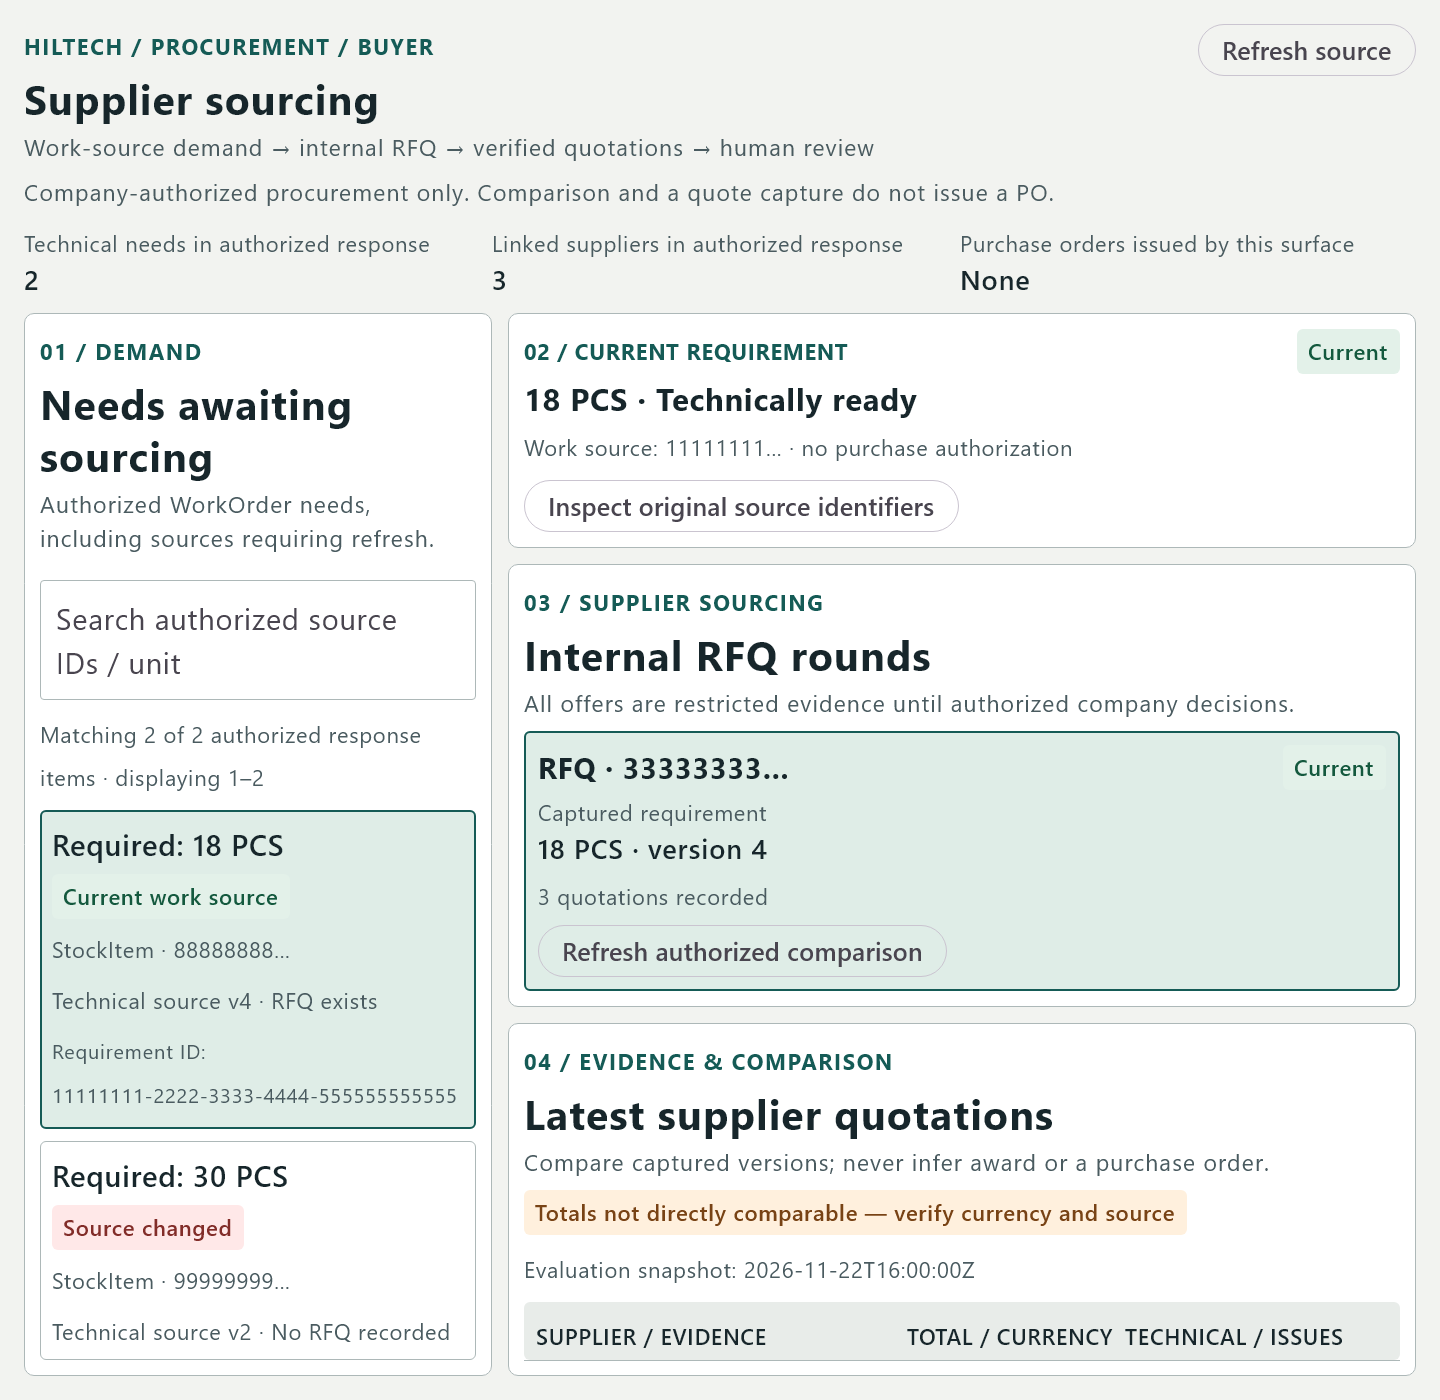 HILTECH / PROCUREMENT / BUYER
Refresh source
Supplier sourcing
Work-source demand → internal RFQ → verified quotations → human review
Company-authorized procurement only. Comparison and a quote capture do not issue a PO.
Technical needs in authorized response
2
Linked suppliers in authorized response
3
Purchase orders issued by this surface
None
01 / DEMAND
Needs awaiting
sourcing
Authorized WorkOrder needs,
including sources requiring refresh.
Search authorized source
IDs / unit
Matching 2 of 2 authorized response
items · displaying 1–2
Required: 18 PCS
Current work source
StockItem · 88888888…
Technical source v4 · RFQ exists
Requirement ID:
11111111-2222-3333-4444-555555555555
Required: 30 PCS
Source changed
StockItem · 99999999…
Technical source v2 · No RFQ recorded
02 / CURRENT REQUIREMENT
Current
18 PCS · Technically ready
Work source: 11111111… · no purchase authorization
Inspect original source identifiers
03 / SUPPLIER SOURCING
Internal RFQ rounds
All offers are restricted evidence until authorized company decisions.
RFQ · 33333333…
Current
Captured requirement
18 PCS · version 4
3 quotations recorded
Refresh authorized comparison
04 / EVIDENCE & COMPARISON
Latest supplier quotations
Compare captured versions; never infer award or a purchase order.
Totals not directly comparable — verify currency and source
Evaluation snapshot: 2026-11-22T16:00:00Z
SUPPLIER / EVIDENCE TOTAL / CURRENCY TECHNICAL / ISSUES